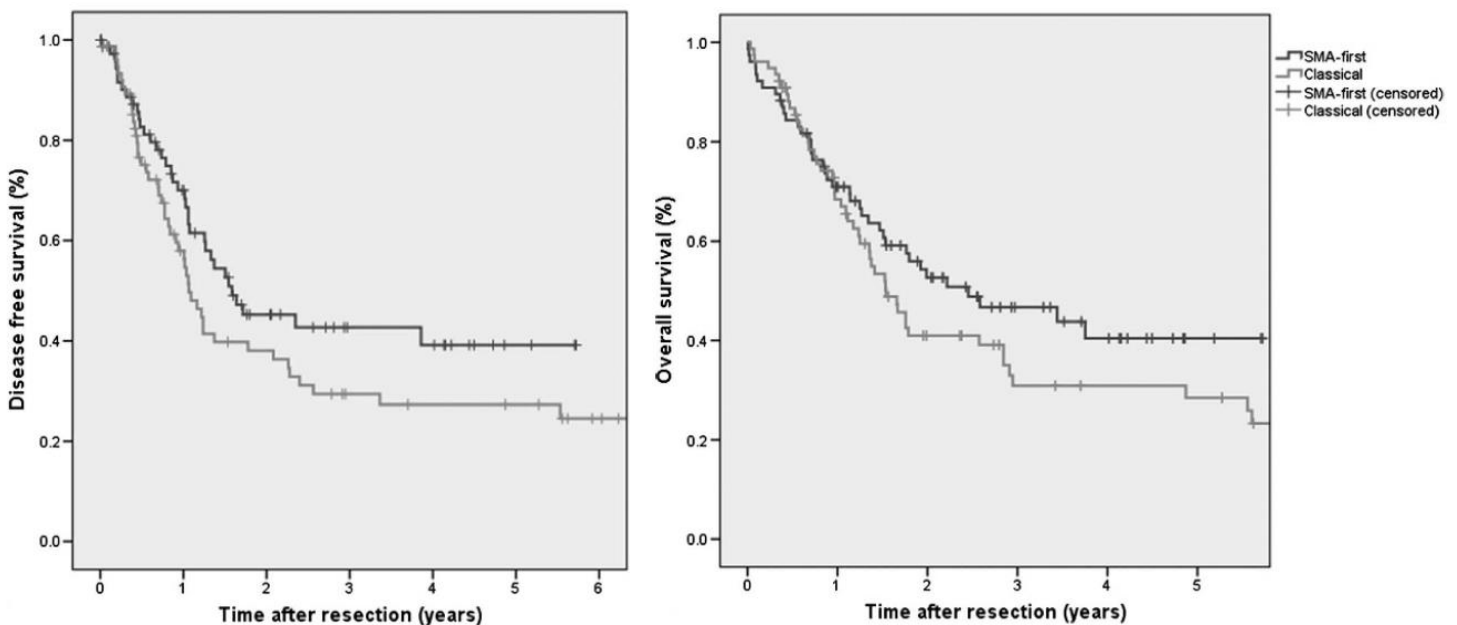 Disease free survival (%)
1.0
0.8
0.6
0.4
0.2
0.0
0 1 2 3 4 5 6
Time after resection (years)
Overall survival (%)
1.0
0.8
0.6
0.4
0.2
0.0
0 1 2 3 4 5
Time after resection (years)
SMA-first
Classical
SMA-first (censored)
Classical (censored)